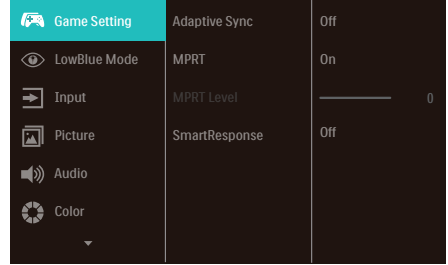 Game Setting Adaptive Sync Off
LowBlue Mode MPRT On
Input MPRT Level 0
Picture SmartResponse Off
Audio
Color